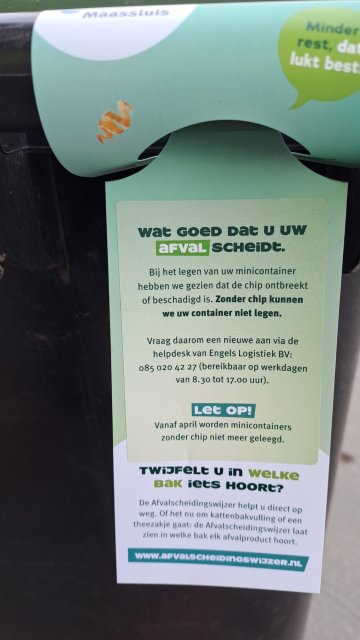 Maassluis
Minder
rest, dat
lukt best!
Wat goed dat u uw
afval scheidt.
Bij het legen van uw minicontainer
hebben we gezien dat de chip ontbreekt
of beschadigd is. Zonder chip kunnen
we uw container niet legen.
Vraag daarom een nieuwe aan via de
helpdesk van Engels Logistiek BV:
085 020 42 27 (bereikbaar op werkdagen
van 8.30 tot 17.00 uur).
Let op!
Vanaf april worden minicontainers
zonder chip niet meer geleegd.
Twijfelt u in welke
bak iets hoort?
De Afvalscheidingswijzer helpt u direct op
weg. Of het nu om kattenbakvulling of een
theezakje gaat: de Afvalscheidingswijzer laat
zien in welke bak elk afvalproduct hoort.
www.afvalscheidingswijzer.nl